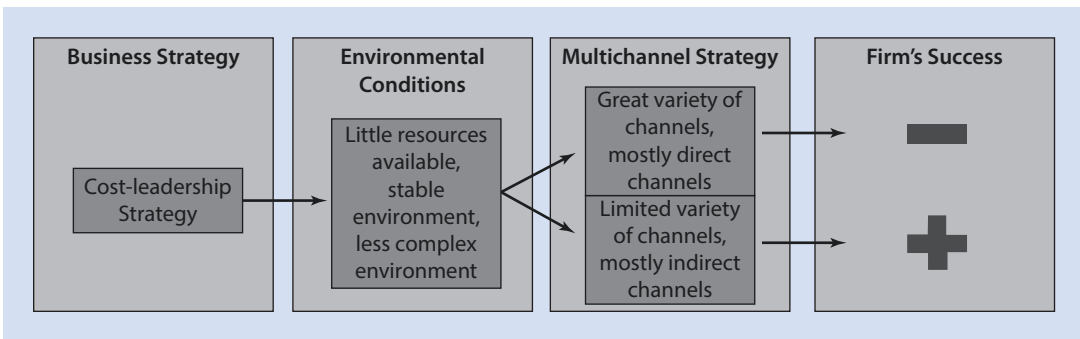 Business Strategy
Cost-leadership
Strategy
Environmental
Conditions
Little resources
available,
stable
environment,
less complex
environment
Multichannel Strategy
Great variety of
channels,
mostly direct
channels
Limited variety
of channels,
mostly indirect
channels
Firm's Success